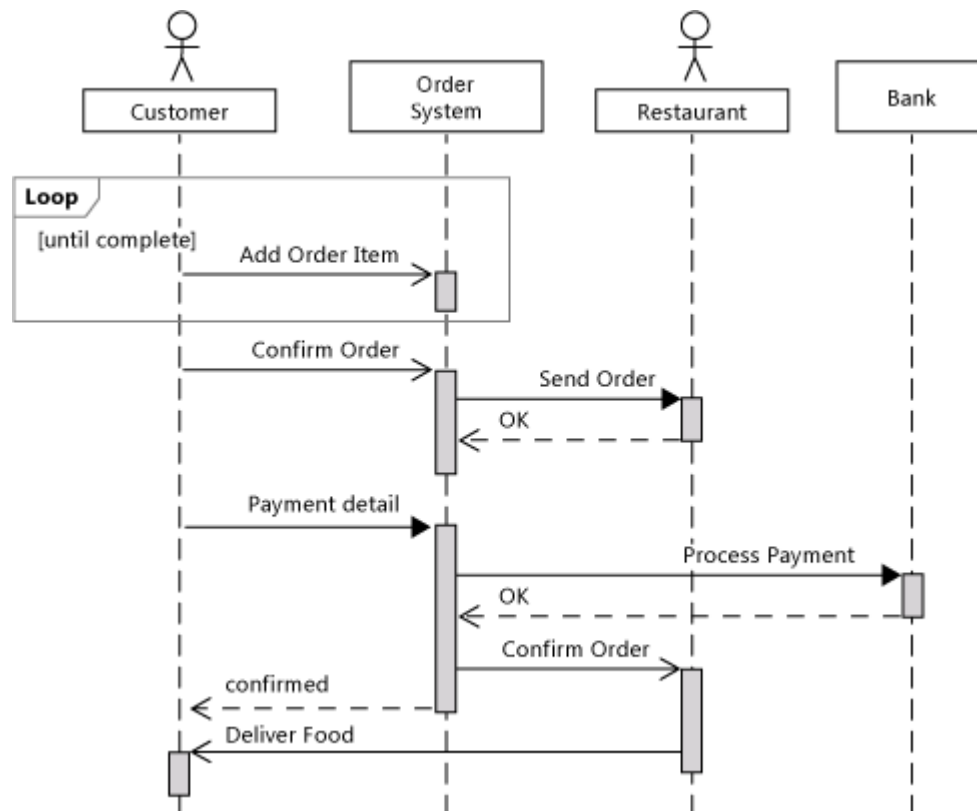 Customer
Order
System
Restaurant
Bank
Loop
[until complete]
Add Order Item
Confirm Order
Send Order
OK
Payment detail
Process Payment
OK
Confirm Order
confirmed
Deliver Food